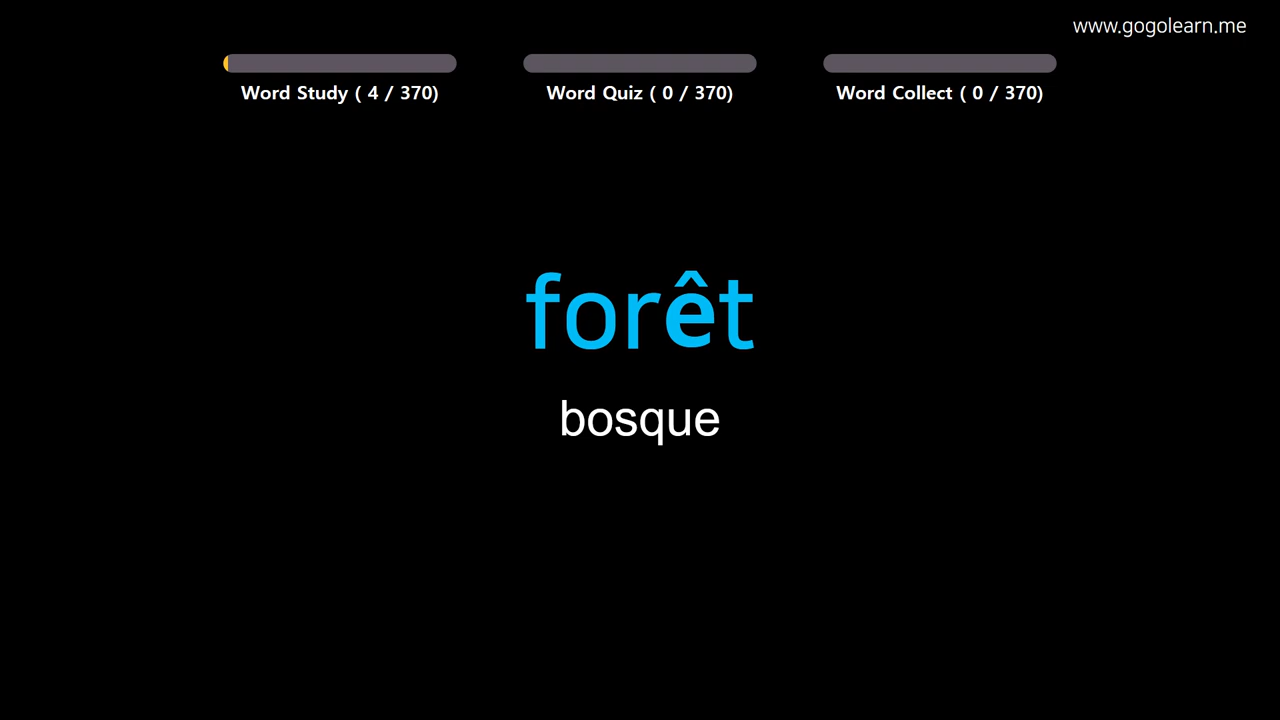 www.gogolearn.me
Word Study ( 4 / 370)
Word Quiz ( 0 / 370)
Word Collect ( 0 / 370)
forêt
bosque